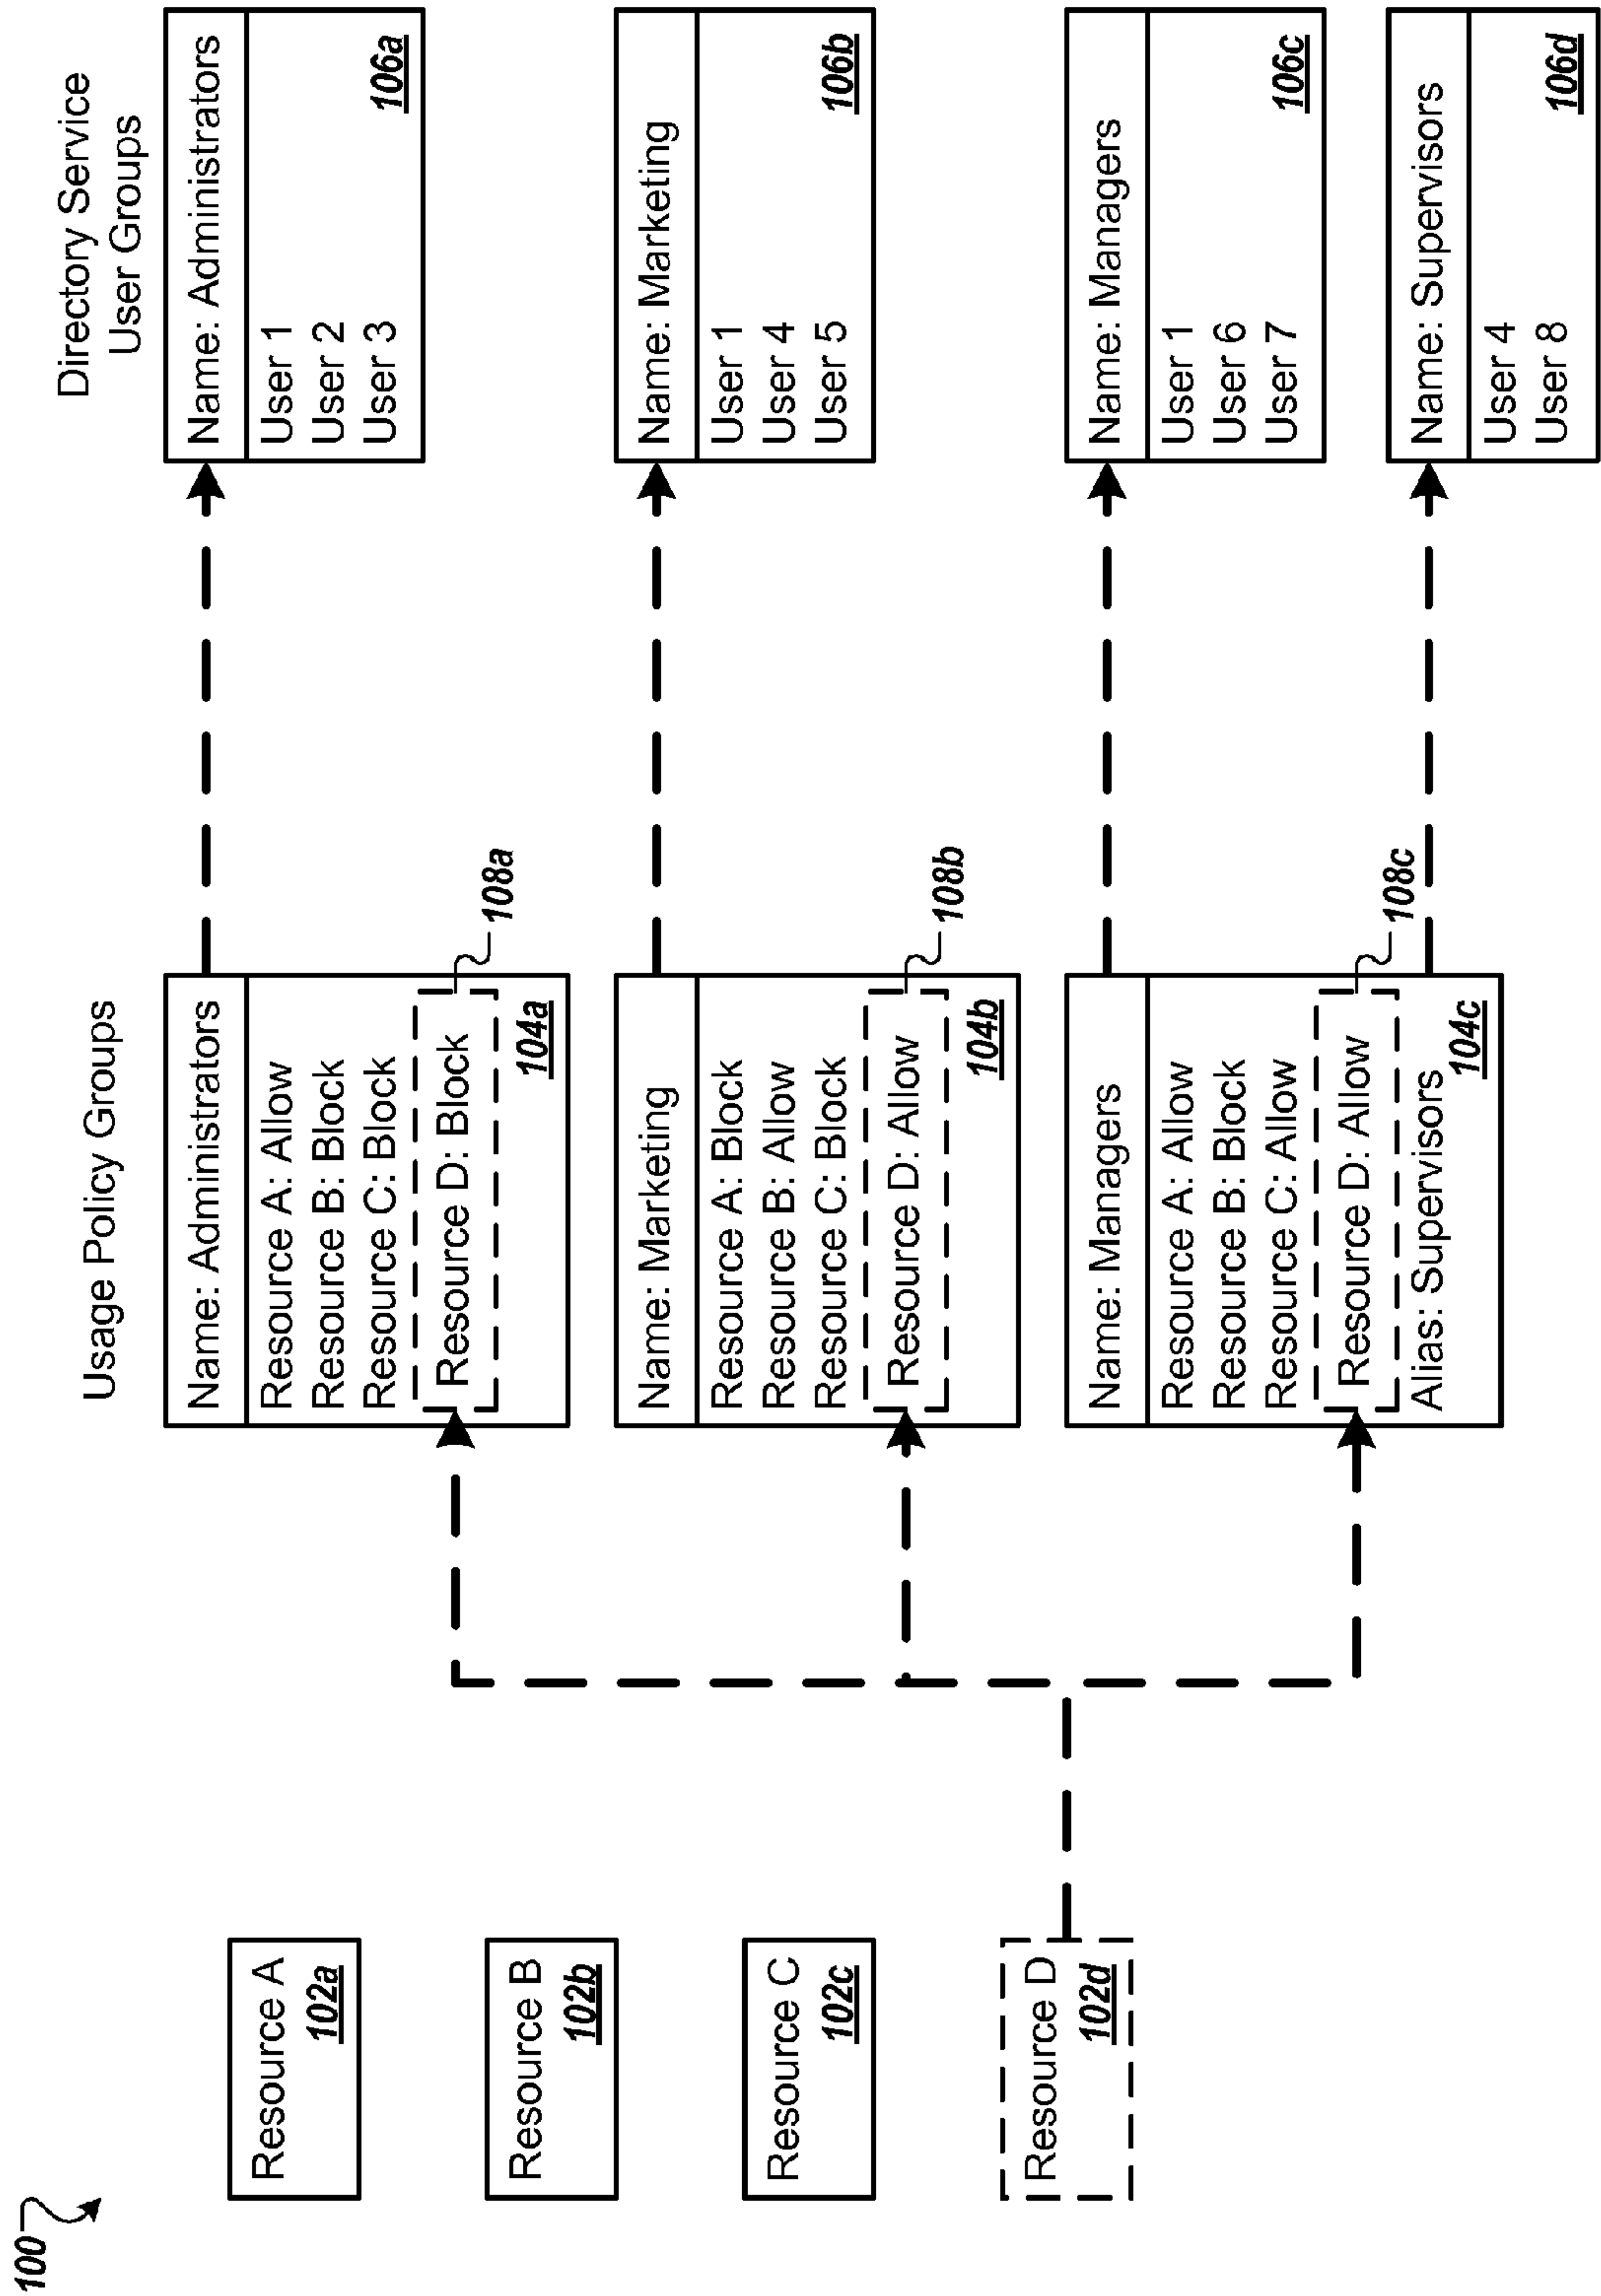 100
Resource A
102a
Resource B
102b
Resource C
102c
Resource D
102d
Usage Policy Groups
Name: Administrators
Resource A: Allow
Resource B: Block
Resource C: Block
Resource D: Block
108a
104a
Name: Marketing
Resource A: Block
Resource B: Allow
Resource C: Block
Resource D: Allow
108b
104b
Name: Managers
Resource A: Allow
Resource B: Block
Resource C: Allow
Resource D: Allow
108c
Alias: Supervisors
104c
Directory Service
User Groups
Name: Administrators
User 1
User 2
User 3
106a
Name: Marketing
User 1
User 4
User 5
106b
Name: Managers
User 1
User 6
User 7
106c
Name: Supervisors
User 4
User 8
106d